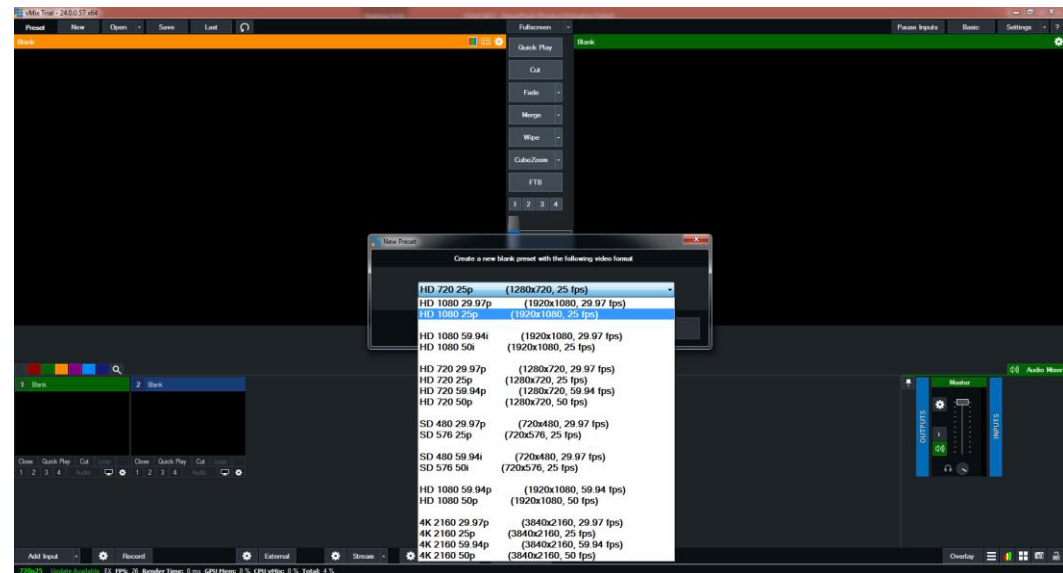 vMix Trial - 24.0.0.57 x64
Preset New Open Save Last Fullscreen Pause Inputs Basic Settings ?
Blank Blank
Quick Play
Cut
Fade
Merge
Wipe
CubeZoom
FTB
1 2 3 4
New Preset
Create a new blank preset with the following video format
HD 720 25p (1280x720, 25 fps)
HD 1080 29.97p (1920x1080, 29.97 fps)
HD 1080 25p (1920x1080, 25 fps)
HD 1080 59.94i (1920x1080, 29.97 fps)
HD 1080 50i (1920x1080, 25 fps)
HD 720 29.97p (1280x720, 29.97 fps)
HD 720 25p (1280x720, 25 fps)
HD 720 59.94p (1280x720, 59.94 fps)
HD 720 50p (1280x720, 50 fps)
SD 480 29.97p (720x480, 29.97 fps)
SD 576 25p (720x576, 25 fps)
SD 480 59.94i (720x480, 29.97 fps)
SD 576 50i (720x576, 25 fps)
HD 1080 59.94p (1920x1080, 59.94 fps)
HD 1080 50p (1920x1080, 50 fps)
4K 2160 29.97p (3840x2160, 29.97 fps)
4K 2160 25p (3840x2160, 25 fps)
4K 2160 59.94p (3840x2160, 59.94 fps)
4K 2160 50p (3840x2160, 50 fps)
Audio Mixer
1 Blank 2 Blank Master
OUTPUTS
INPUTS
Close Quick Play Cut Loop Close Quick Play Cut Loop
1 2 3 4 Audio 1 2 3 4 Audio
Add Input Record External Stream Overlay
720p25 Update Available EX FPS: 26 Render Time: 0 ms GPU Mem: 0 % CPU vMix: 0 % Total: 4 %